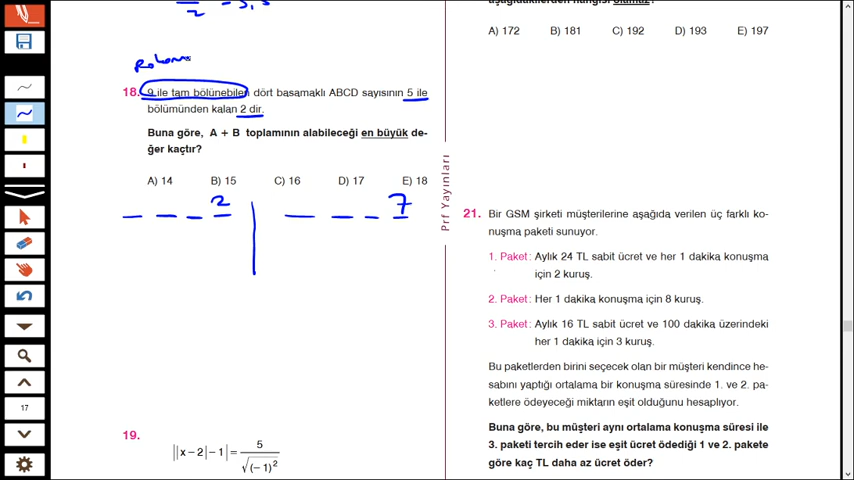 2
Rakam
18. 9 ile tam bölünebilen dört basamaklı ABCD sayısının 5 ile
bölümünden kalan 2 dir.
Buna göre, A + B toplamının alabileceği en büyük de-
ğer kaçtır?
A) 14 B) 15 C) 16 D) 17 E) 18
2
7
19.
||x – 2| – 1| = 5 / √(–1)²
Prf Yayınları
A) 172 B) 181 C) 192 D) 193 E) 197
21. Bir GSM şirketi müşterilerine aşağıda verilen üç farklı ko-
nuşma paketi sunuyor.
1. Paket: Aylık 24 TL sabit ücret ve her 1 dakika konuşma
için 2 kuruş.
2. Paket: Her 1 dakika konuşma için 8 kuruş.
3. Paket: Aylık 16 TL sabit ücret ve 100 dakika üzerindeki
her 1 dakika için 3 kuruş.
Bu paketlerden birini seçecek olan bir müşteri kendince he-
sabını yaptığı ortalama bir konuşma süresinde 1. ve 2. pa-
ketlere ödeyeceği miktarın eşit olduğunu hesaplıyor.
Buna göre, bu müşteri aynı ortalama konuşma süresi ile
3. paketi tercih eder ise eşit ücret ödediği 1 ve 2. pakete
göre kaç TL daha az ücret öder?
17